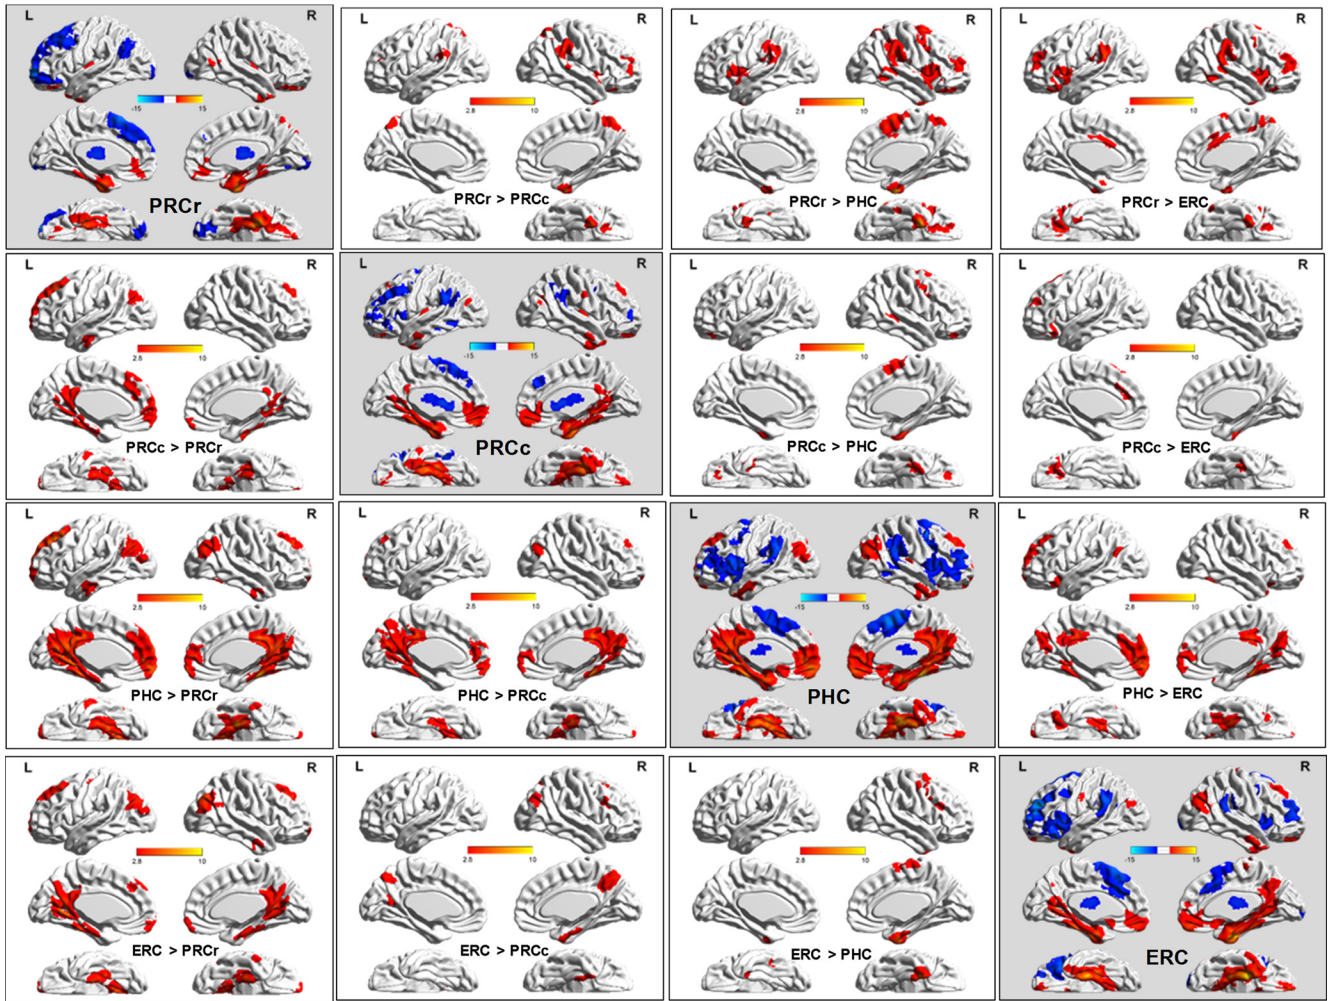 L R
-15 15
PRCr
L R
2.8 10
PRCr > PRCc
L R
2.8 10
PRCr > PHC
L R
2.8 10
PRCr > ERC
L R
2.8 10
PRCc > PRCr
L R
-15 15
PRCc
L R
2.8 10
PRCc > PHC
L R
2.8 10
PRCc > ERC
L R
2.8 10
PHC > PRCr
L R
2.8 10
PHC > PRCc
L R
-15 15
PHC
L R
2.8 10
PHC > ERC
L R
2.8 10
ERC > PRCr
L R
2.8 10
ERC > PRCc
L R
2.8 10
ERC > PHC
L R
-15 15
ERC